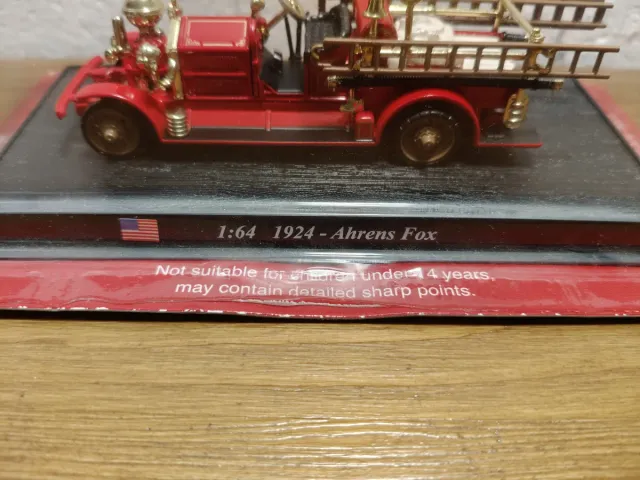 1:64 1924 - Ahrens Fox
Not suitable for children under 14 years,
may contain detailed sharp points.